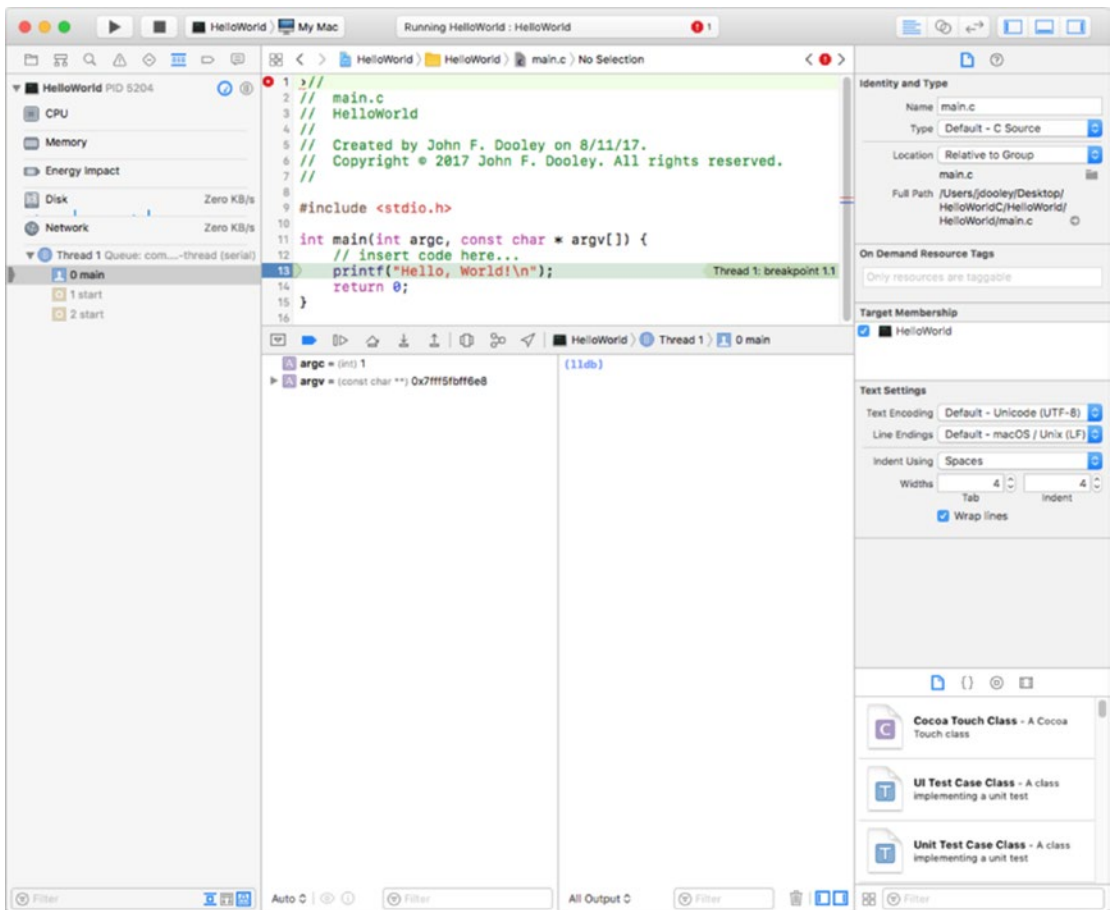 HelloWorld 〉 My Mac
Running HelloWorld : HelloWorld
1
HelloWorld PID 5204
CPU
Memory
Energy Impact
Disk Zero KB/s
Network Zero KB/s
Thread 1 Queue: com....-thread (serial)
0 main
1 start
2 start
Filter
HelloWorld 〉 HelloWorld 〉 main.c 〉 No Selection
1 ›//
2 //  main.c
3 //  HelloWorld
4 //
5 //  Created by John F. Dooley on 8/11/17.
6 //  Copyright © 2017 John F. Dooley. All rights reserved.
7 //
8
9 #include <stdio.h>
10
11 int main(int argc, const char * argv[]) {
12     // insert code here...
13     printf("Hello, World!\n"); Thread 1: breakpoint 1.1
14     return 0;
15 }
16
HelloWorld 〉 Thread 1 〉 0 main
argc = (int) 1
argv = (const char **) 0x7fff5fbff6e8
(lldb)
Auto
Filter
All Output
Filter
Identity and Type
Name main.c
Type Default - C Source
Location Relative to Group
main.c
Full Path /Users/jdooley/Desktop/
HelloWorldC/HelloWorld/
HelloWorld/main.c
On Demand Resource Tags
Only resources are taggable
Target Membership
HelloWorld
Text Settings
Text Encoding Default - Unicode (UTF-8)
Line Endings Default - macOS / Unix (LF)
Indent Using Spaces
Widths 4 4
Tab Indent
Wrap lines
{}
C
Cocoa Touch Class - A Cocoa
Touch class
T
UI Test Case Class - A class
implementing a unit test
T
Unit Test Case Class - A class
implementing a unit test
Filter